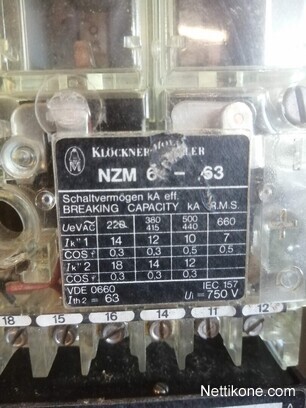 KLÖCKNER-MOELLER
NZM 6 - 63
Schaltvermögen kA eff.
BREAKING CAPACITY kA R.M.S.
Ue VAC 220 380 415 500 440 660
Ik"1 14 12 10 7
COS φ 0,3 0,3 0,5 0,5
Ik"2 18 14 12
COS φ 0,3 0,3 0,3
VDE 0660 IEC 157
Ith2 = 63 Ui = 750 V
18 15 16 14 11 12
Nettikone.com